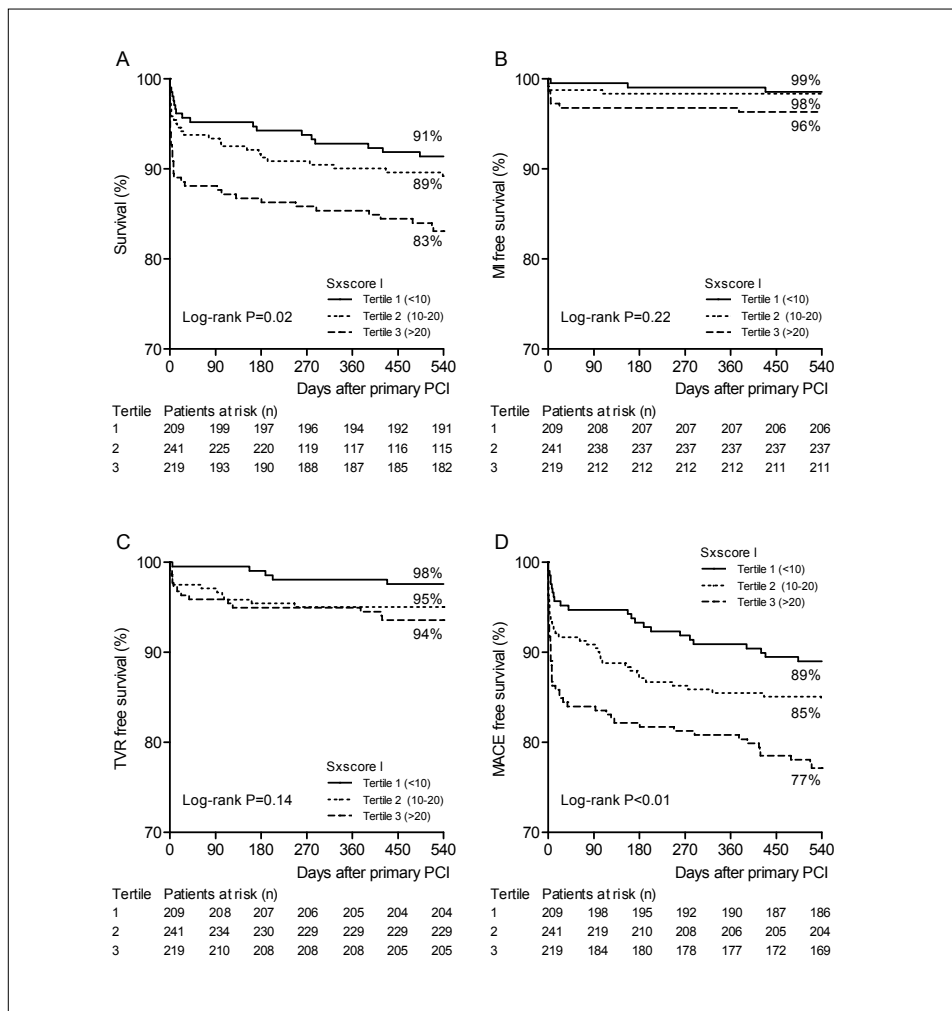 A
100
90
80
70
Survival (%)
91%
89%
83%
Sxscore I
Tertile 1 (<10)
Tertile 2 (10-20)
Tertile 3 (>20)
Log-rank P=0.02
0 90 180 270 360 450 540
Days after primary PCI
Tertile Patients at risk (n)
1 209 199 197 196 194 192 191
2 241 225 220 119 117 116 115
3 219 193 190 188 187 185 182
B
100
90
80
70
MI free survival (%)
99%
98%
96%
Sxscore I
Tertile 1 (<10)
Tertile 2 (10-20)
Tertile 3 (>20)
Log-rank P=0.22
0 90 180 270 360 450 540
Days after primary PCI
Tertile Patients at risk (n)
1 209 208 207 207 207 206 206
2 241 238 237 237 237 237 237
3 219 212 212 212 212 211 211
C
100
90
80
70
TVR free survival (%)
98%
95%
94%
Sxscore I
Tertile 1 (<10)
Tertile 2 (10-20)
Tertile 3 (>20)
Log-rank P=0.14
0 90 180 270 360 450 540
Days after primary PCI
Tertile Patients at risk (n)
1 209 208 207 206 205 204 204
2 241 234 230 229 229 229 229
3 219 210 208 208 208 205 205
D
100
90
80
70
MACE free survival (%)
Sxscore I
Tertile 1 (<10)
Tertile 2 (10-20)
Tertile 3 (>20)
89%
85%
77%
Log-rank P<0.01
0 90 180 270 360 450 540
Days after primary PCI
Tertile Patients at risk (n)
1 209 198 195 192 190 187 186
2 241 219 210 208 206 205 204
3 219 184 180 178 177 172 169